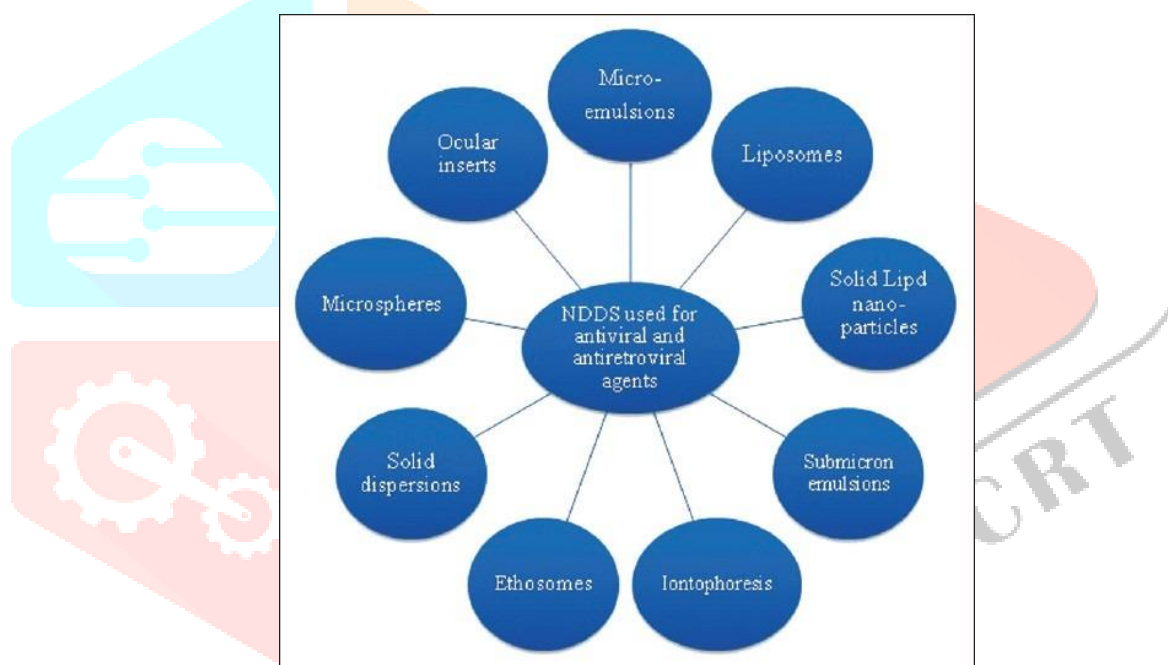 Micro-
emulsions
Liposomes
Solid Lipd
nano-
particles
Submicron
emulsions
Iontophoresis
Ethosomes
Solid
dispersions
Microspheres
Ocular
inserts
NDDS used for
antiviral and
antiretroviral
agents
CRT